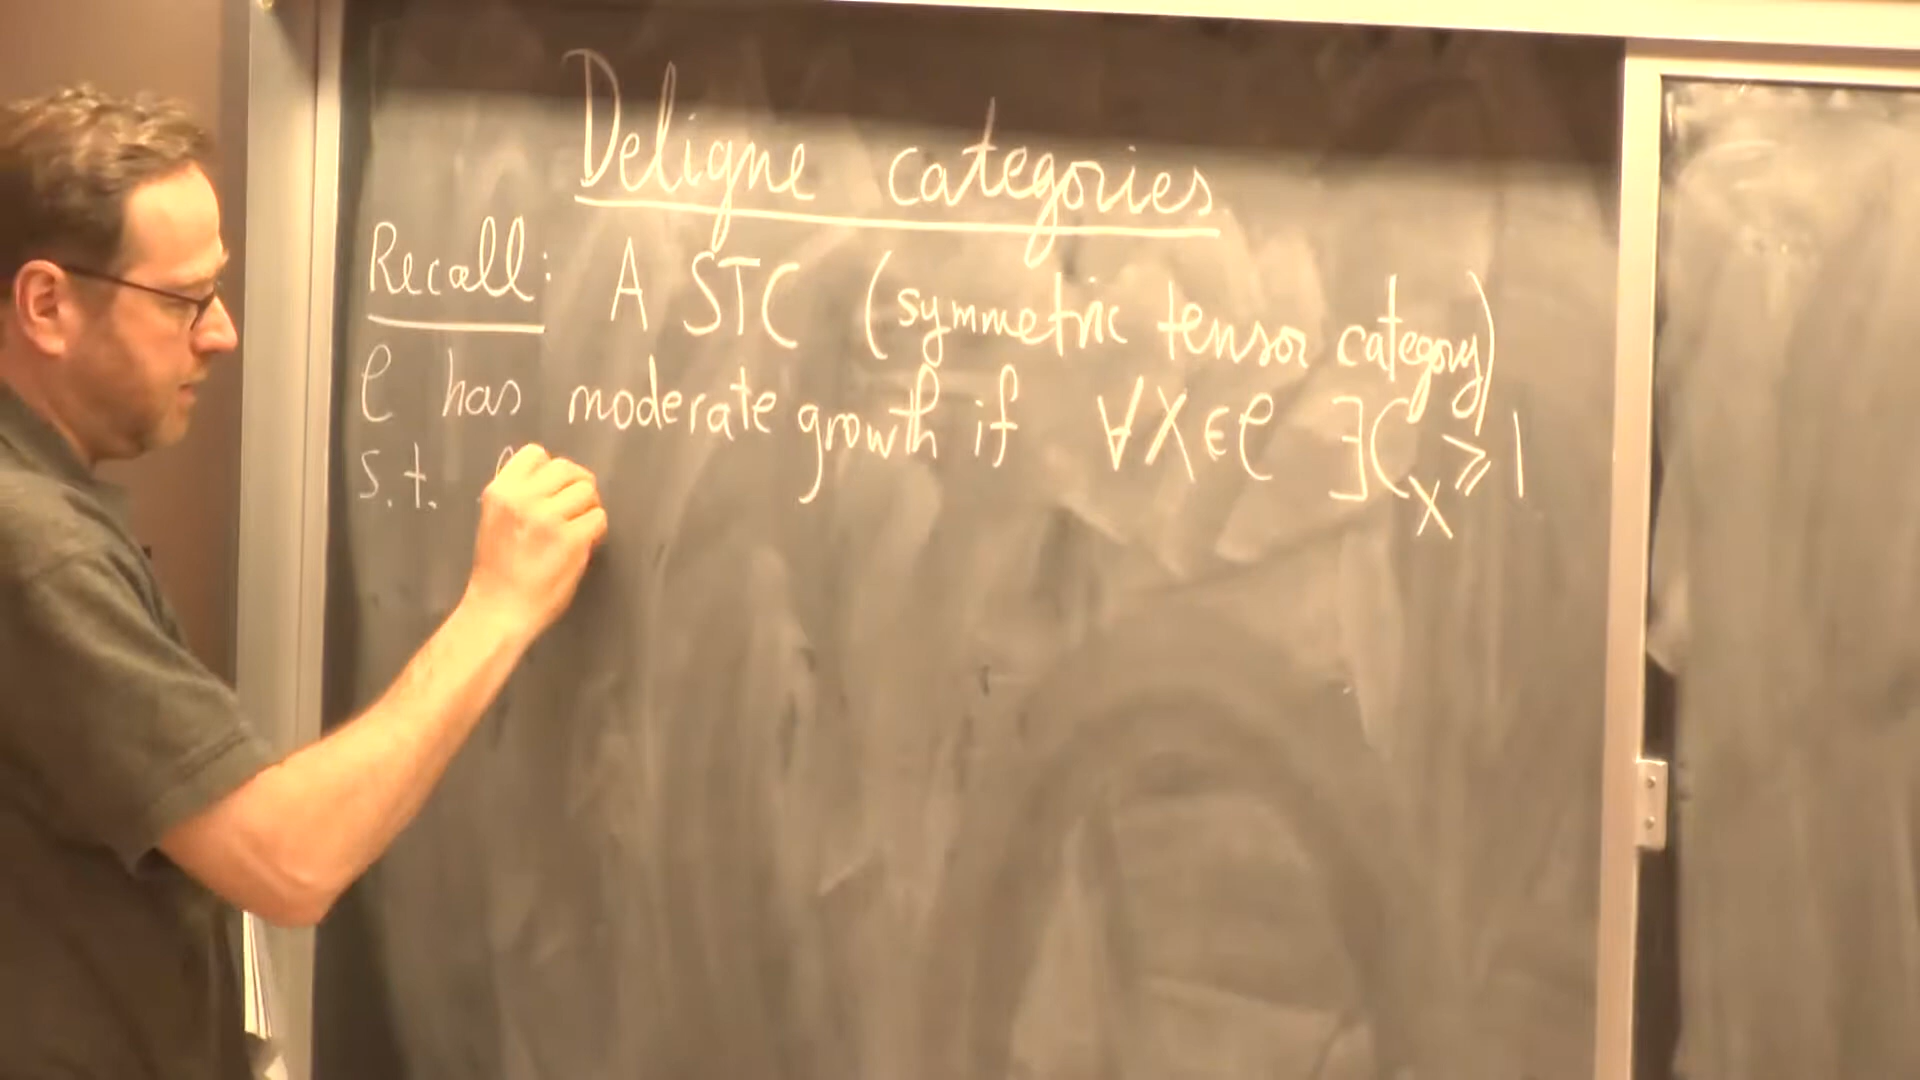 Deligne categories
Recall: A STC (symmetric tensor category)
C has moderate growth if ∀X∈C ∃C_X ⩾ 1
s.t.